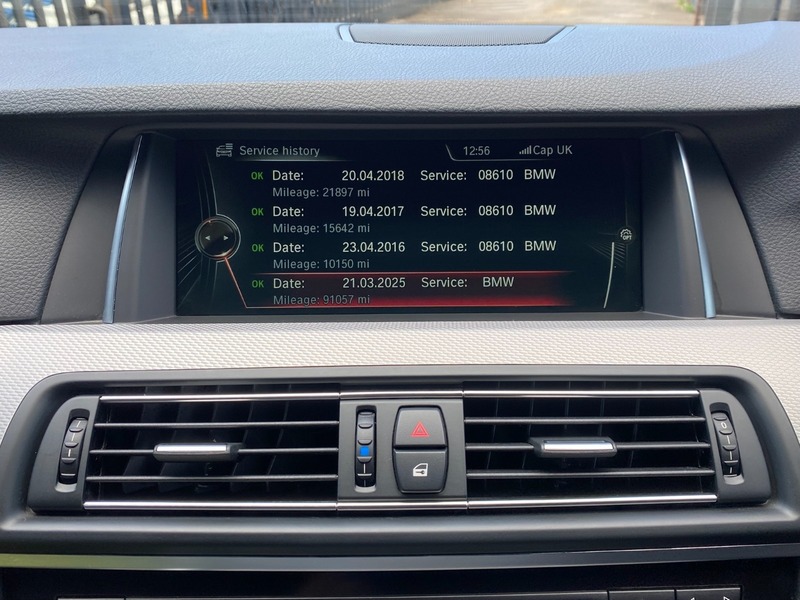 Service history 12:56 Cap UK
OK Date: 20.04.2018 Service: 08610 BMW
Mileage: 21897 mi
OK Date: 19.04.2017 Service: 08610 BMW
Mileage: 15642 mi
OK Date: 23.04.2016 Service: 08610 BMW
Mileage: 10150 mi
OK Date: 21.03.2025 Service: BMW
Mileage: 91057 mi
OPT
0